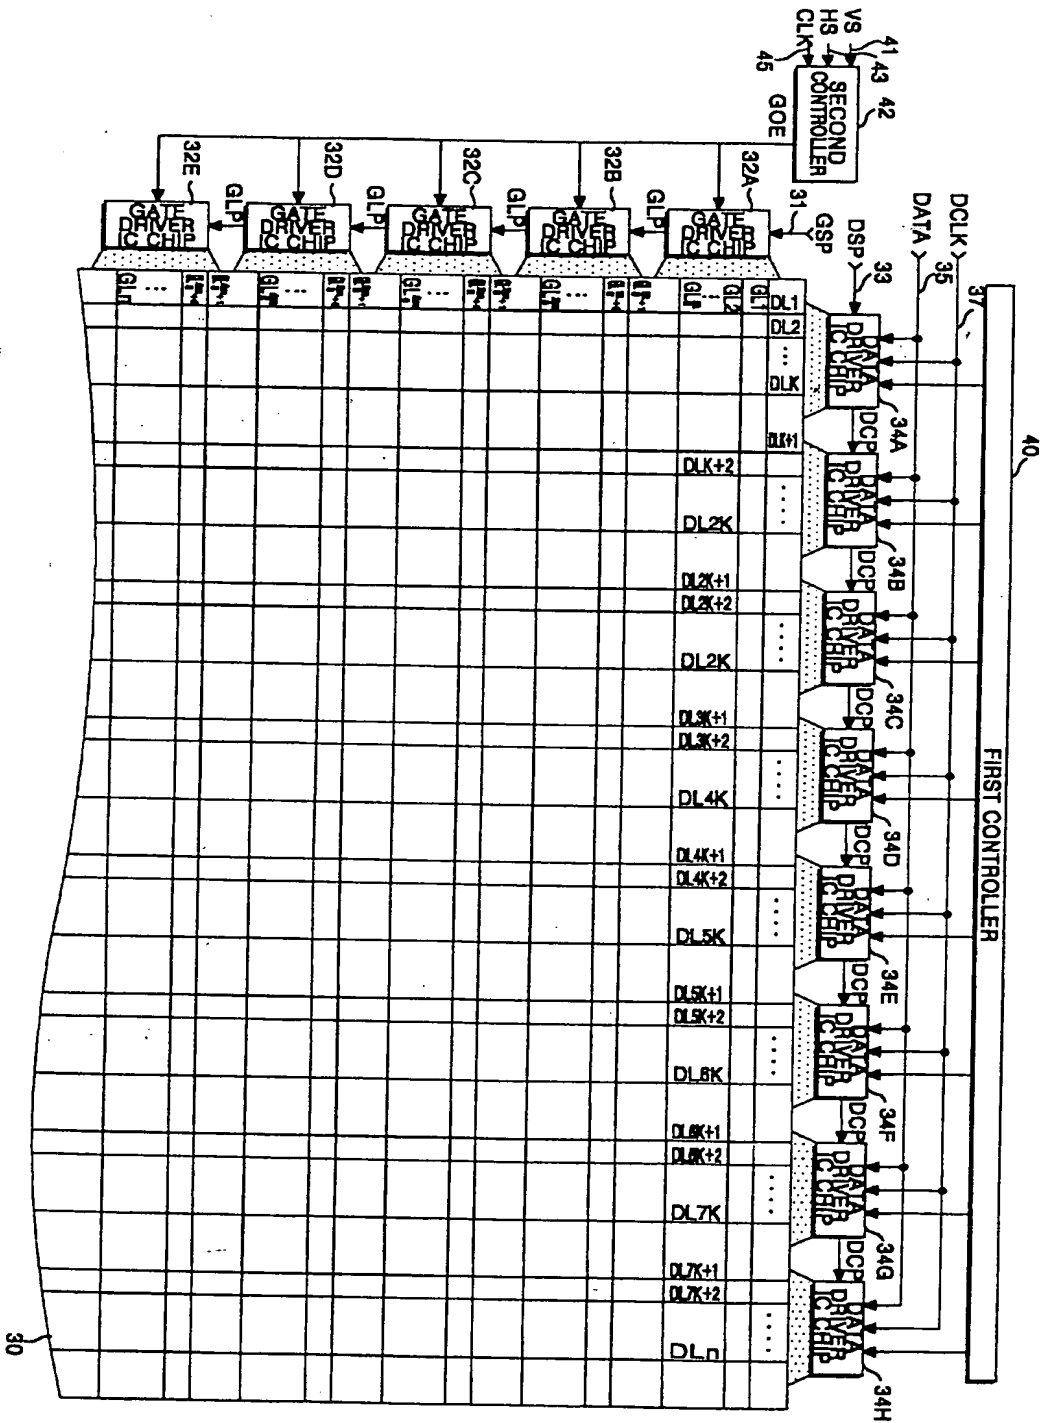 40
FIRST CONTROLLER
37
DCLK
35
DATA
33
DSP
DATA
DRIVER
IC CHIP
34A
DCP
DATA
DRIVER
IC CHIP
34B
DCP
DATA
DRIVER
IC CHIP
34C
DCP
DATA
DRIVER
IC CHIP
34D
DCP
DATA
DRIVER
IC CHIP
34E
DCP
DATA
DRIVER
IC CHIP
34F
DCP
DATA
DRIVER
IC CHIP
34G
DCP
DATA
DRIVER
IC CHIP
34H
VS
HS
CLK
41
43
45
SECOND
CONTROLLER
42
GOE
31
GSP
32A
GATE
DRIVER
IC CHIP
GLP
32B
GATE
DRIVER
IC CHIP
GLP
32C
GATE
DRIVER
IC CHIP
GLP
32D
GATE
DRIVER
IC CHIP
GLP
32E
GATE
DRIVER
IC CHIP
DL1
DL2
...
DLK
DLK+1
DLK+2
....
DL2K
DL2K+1
DL2K+2
....
DL2K
DL3K+1
DL3K+2
....
DL4K
DL4K+1
DL4K+2
....
DL5K
DL5K+1
DL5K+2
....
DL6K
DL6K+1
DL6K+2
....
DL7K
DL7K+1
DL7K+2
....
DLn
GL1
GL2
...
...
...
...
...
GLn
30